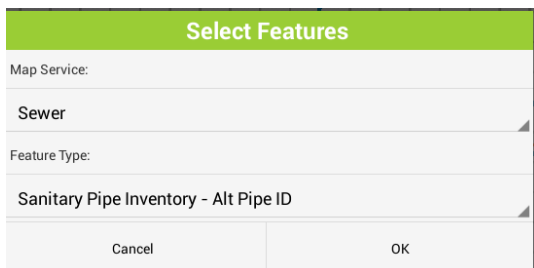 Select Features
Map Service:
Sewer
Feature Type:
Sanitary Pipe Inventory - Alt Pipe ID
Cancel OK